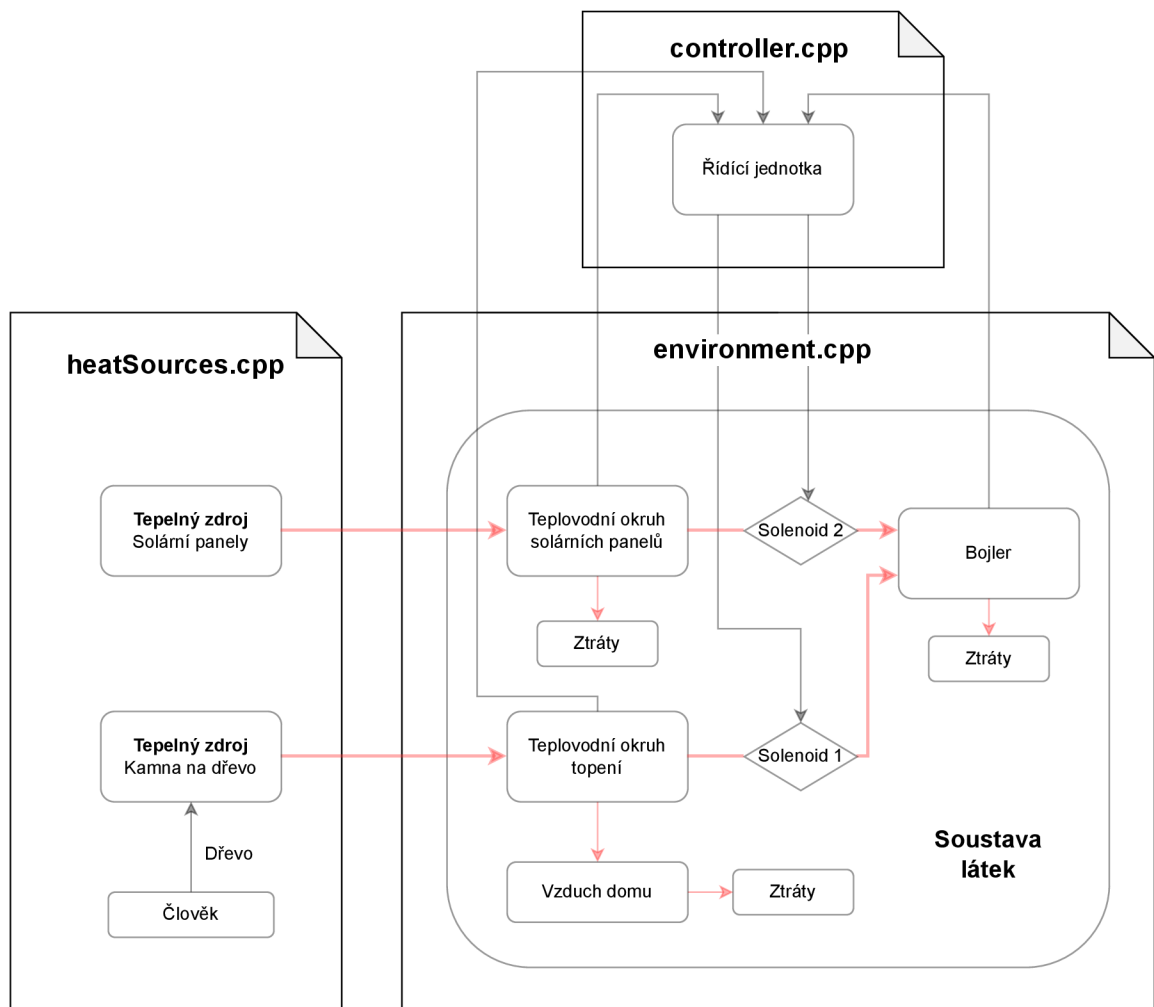 controller.cpp
Řídící jednotka
heatSources.cpp
environment.cpp
Tepelný zdroj
Solární panely
Teplovodní okruh
solárních panelů
Solenoid 2
Bojler
Ztráty
Ztráty
Tepelný zdroj
Kamna na dřevo
Teplovodní okruh
topení
Solenoid 1
Dřevo
Člověk
Vzduch domu
Ztráty
Soustava
látek